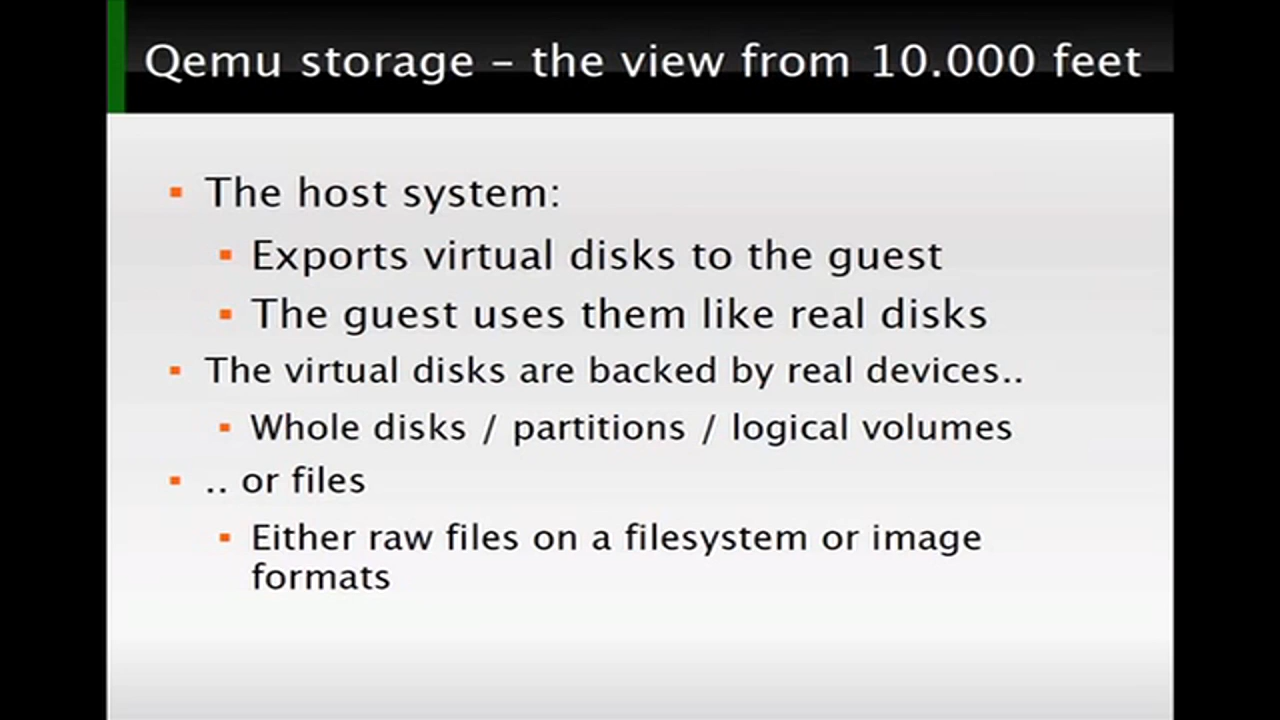 Qemu storage – the view from 10.000 feet
The host system:
Exports virtual disks to the guest
The guest uses them like real disks
The virtual disks are backed by real devices..
Whole disks / partitions / logical volumes
.. or files
Either raw files on a filesystem or image
formats